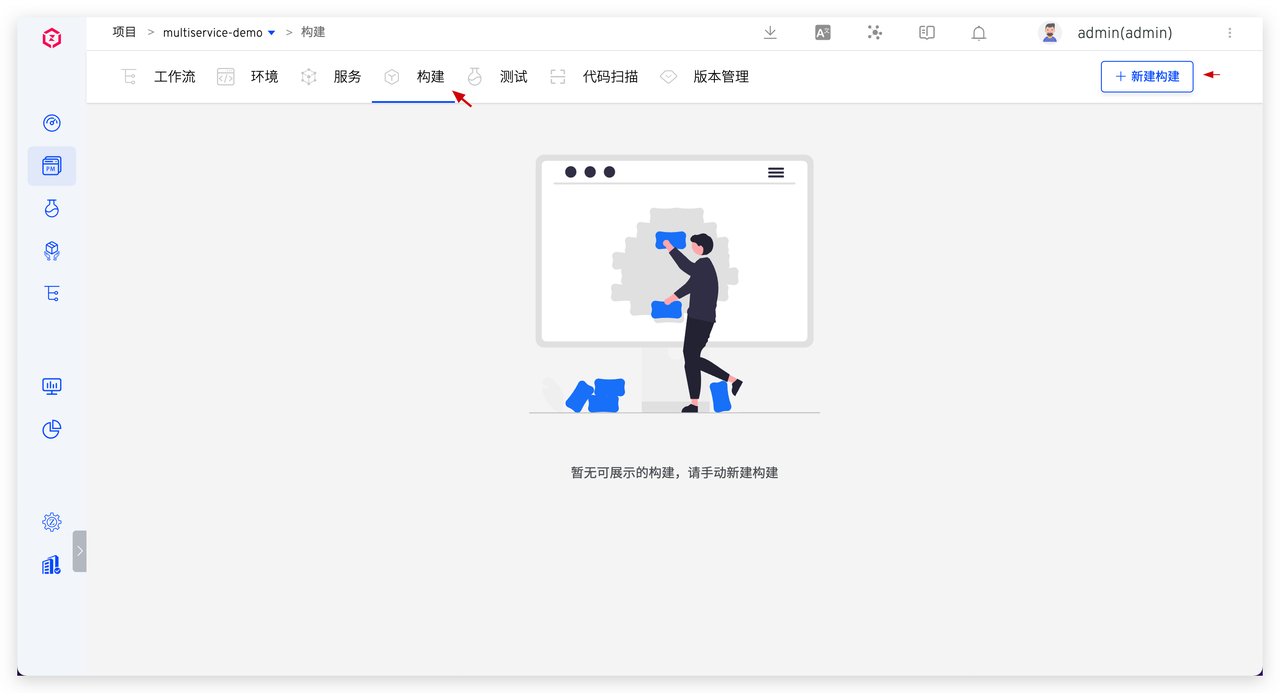 项目 > multiservice-demo > 构建
admin(admin)
工作流 环境 服务 构建 测试 代码扫描 版本管理
+ 新建构建
PM
暂无可展示的构建，请手动新建构建